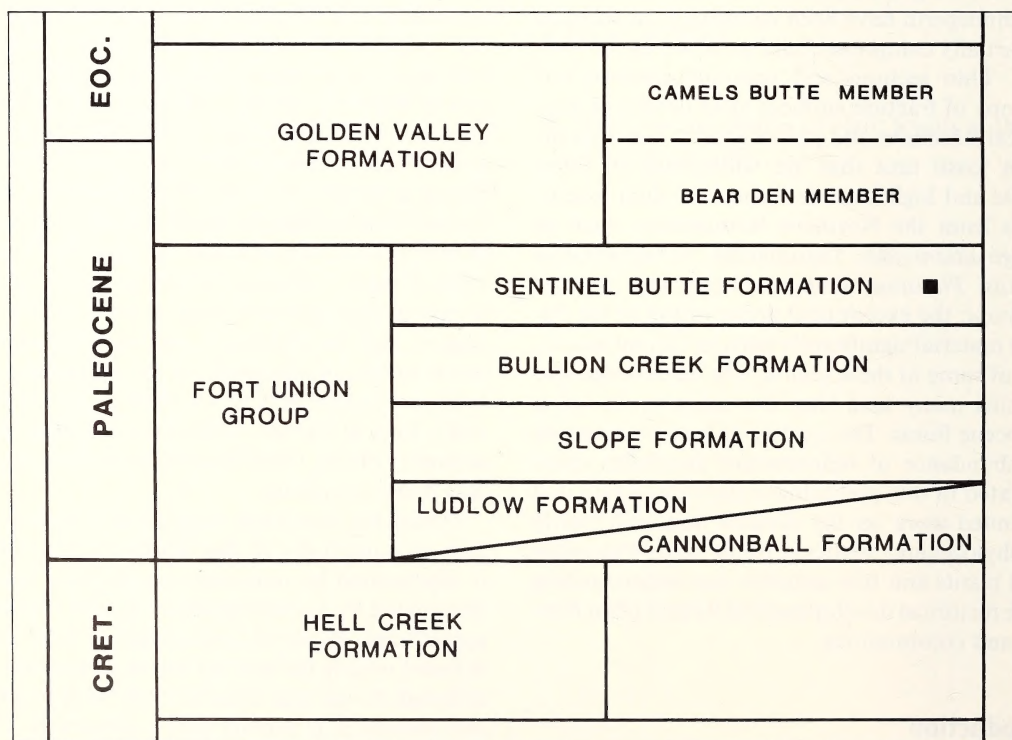 EOC.
PALEOCENE
CRET.
GOLDEN VALLEY
FORMATION
CAMELS BUTTE MEMBER
BEAR DEN MEMBER
FORT UNION
GROUP
SENTINEL BUTTE FORMATION
BULLION CREEK FORMATION
SLOPE FORMATION
LUDLOW FORMATION
CANNONBALL FORMATION
HELL CREEK
FORMATION